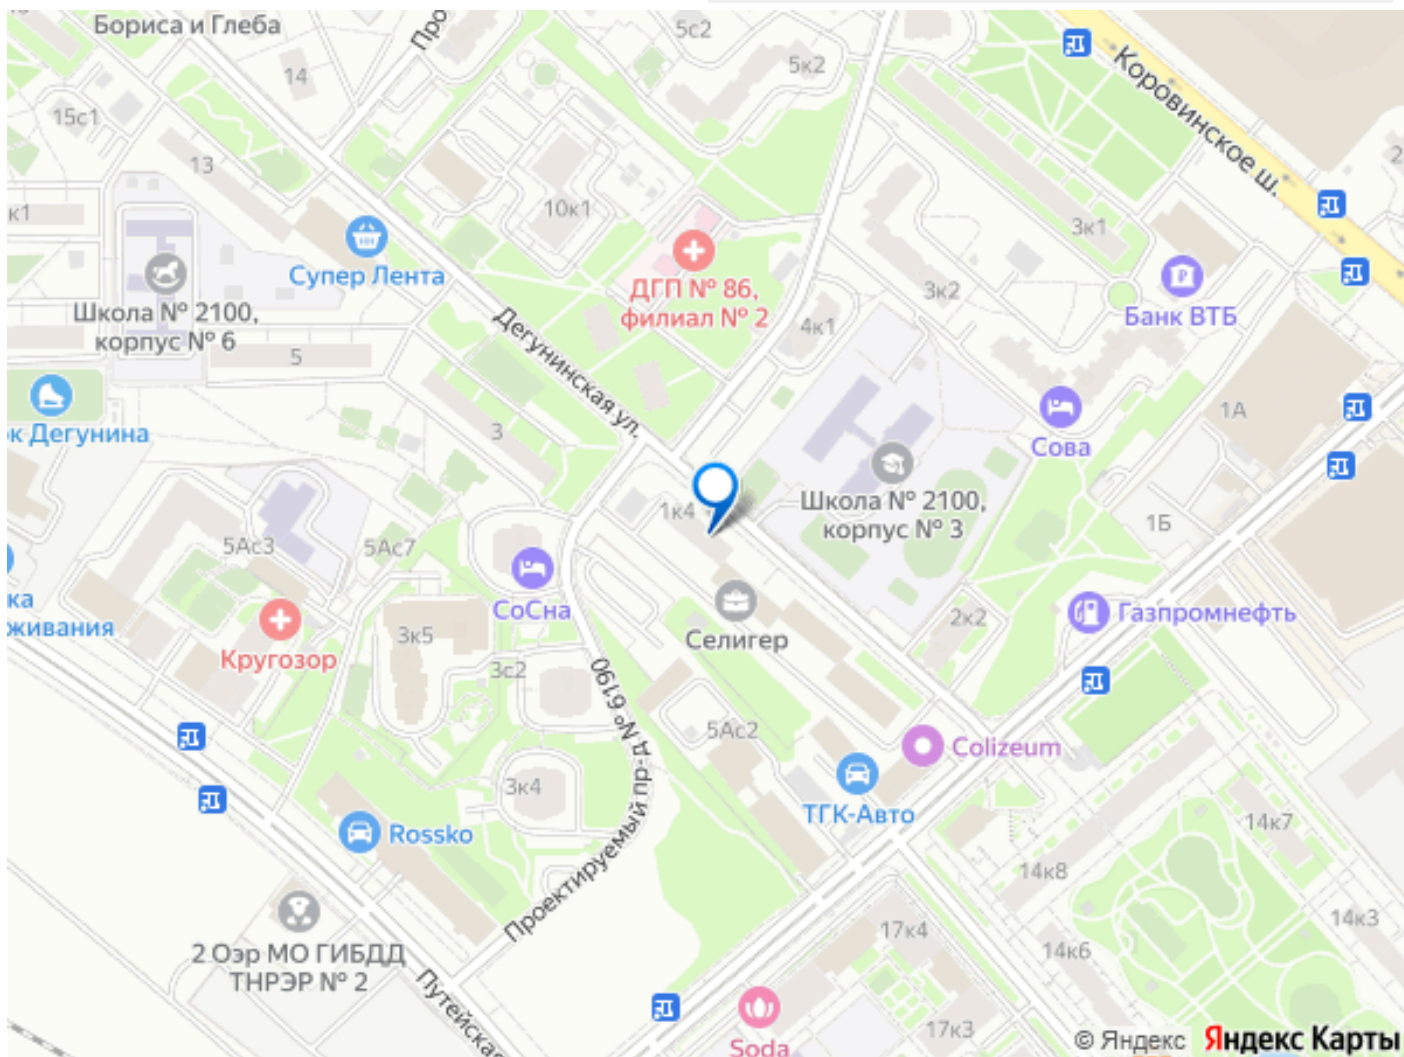 Бориса и Глеба
Про
5с2
5к2
14
15с1
13
к1
10к1
Коровинское ш.
3к1
3к2
Супер Лента
Школа № 2100,
корпус № 6
5
ДГП № 86,
филиал № 2
4к1
Банк ВТБ
Дегунинская ул.
к Дегунина
3
1А
Сова
1к4
Школа № 2100,
корпус № 3
1Б
5Ас3
5Ас7
СоСна
ка
живания
Кругозор
3к5
3с2
Селигер
2к2
Газпромнефть
Проектируемый пр-д № 6190
5Ас2
Colizeum
3к4
ТГК-Авто
Rossko
14к7
14к8
14к3
14к6
17к4
2 Оэр МО ГИБДД
ТНРЭР № 2
Путейская
17к3
Soda
© Яндекс Яндекс Карты